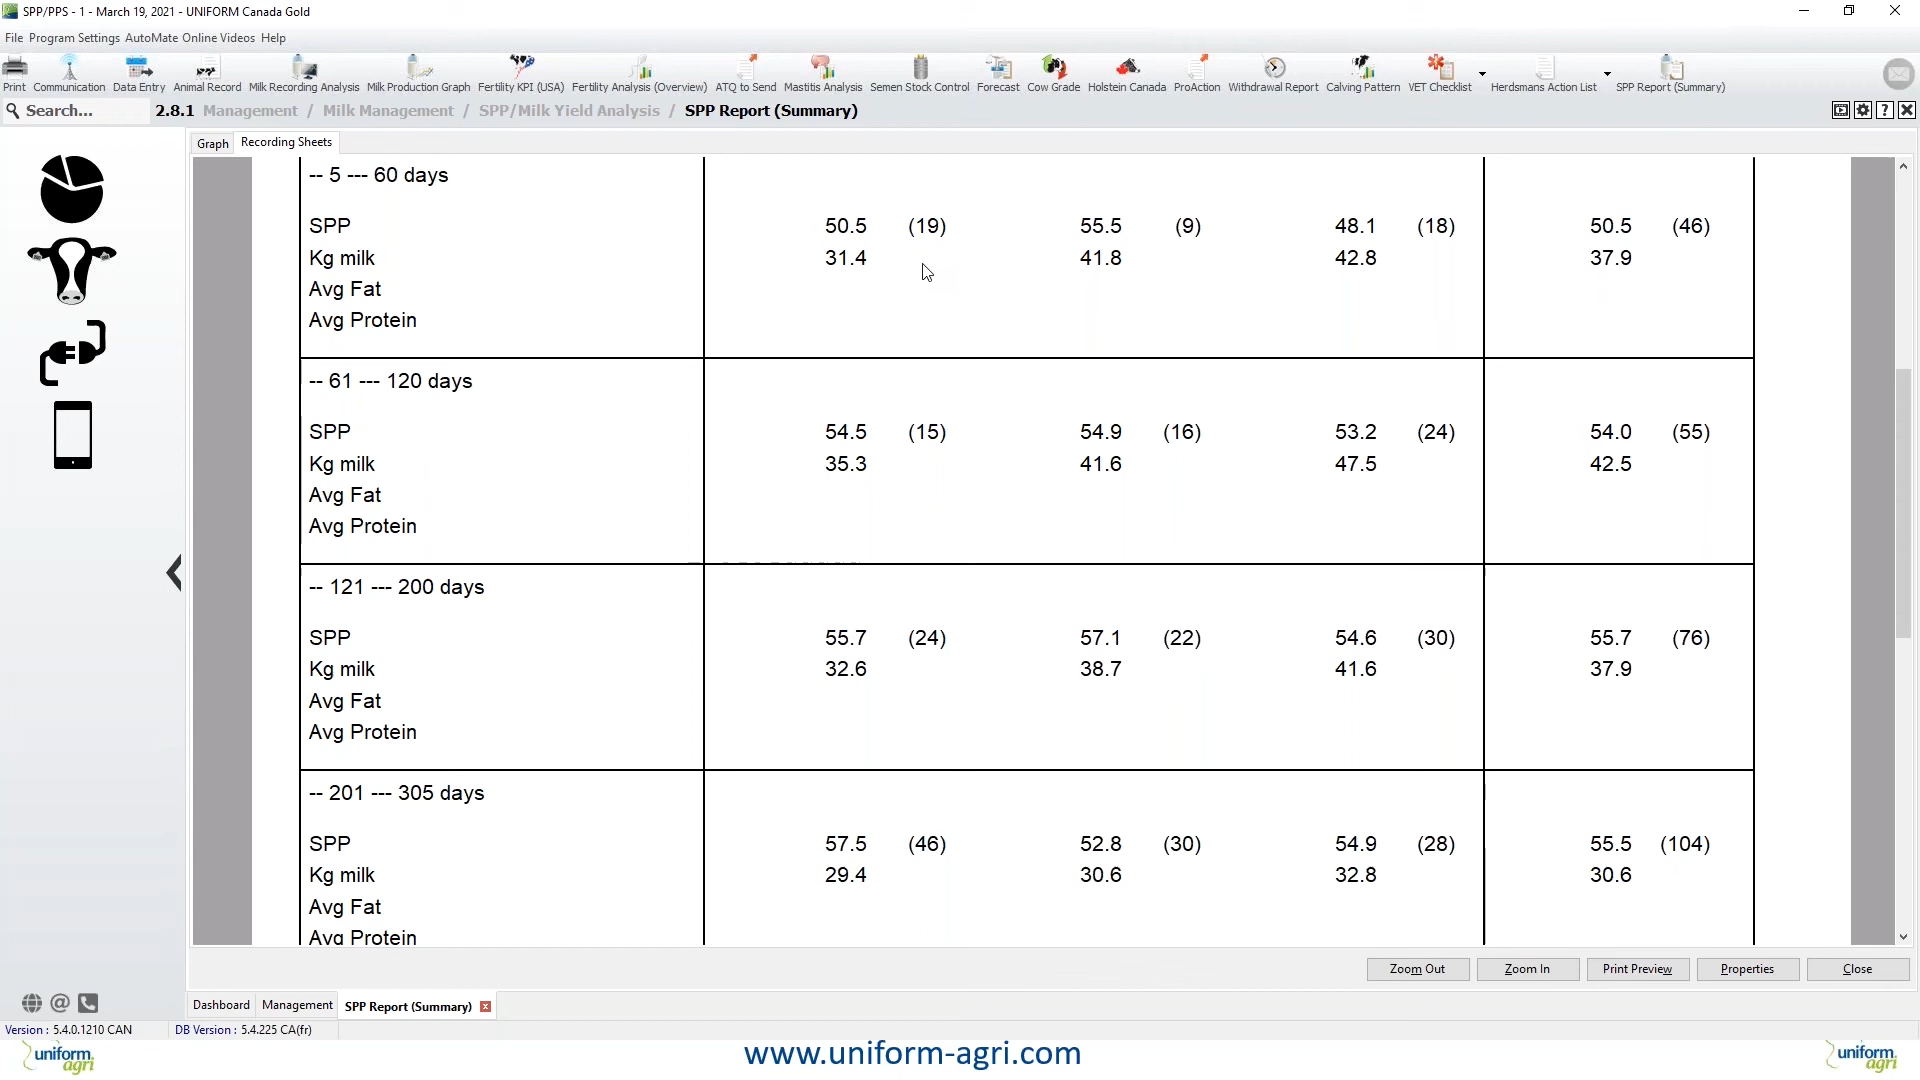 SPP/PPS - 1 - March 19, 2021 - UNIFORM Canada Gold
File Program Settings AutoMate Online Videos Help
Print Communication Data Entry Animal Record Milk Recording Analysis Milk Production Graph Fertility KPI (USA) Fertility Analysis (Overview) ATQ to Send Mastitis Analysis Semen Stock Control Forecast Cow Grade Holstein Canada ProAction Withdrawal Report Calving Pattern VET Checklist Herdsmans Action List SPP Report (Summary)
Search... 2.8.1 Management / Milk Management / SPP/Milk Yield Analysis / SPP Report (Summary)
Graph Recording Sheets
-- 5 --- 60 days
SPP 50.5 (19) 55.5 (9) 48.1 (18) 50.5 (46)
Kg milk 31.4 41.8 42.8 37.9
Avg Fat
Avg Protein
-- 61 --- 120 days
SPP 54.5 (15) 54.9 (16) 53.2 (24) 54.0 (55)
Kg milk 35.3 41.6 47.5 42.5
Avg Fat
Avg Protein
-- 121 --- 200 days
SPP 55.7 (24) 57.1 (22) 54.6 (30) 55.7 (76)
Kg milk 32.6 38.7 41.6 37.9
Avg Fat
Avg Protein
-- 201 --- 305 days
SPP 57.5 (46) 52.8 (30) 54.9 (28) 55.5 (104)
Kg milk 29.4 30.6 32.8 30.6
Avg Fat
Avg Protein
Zoom Out Zoom In Print Preview Properties Close
Dashboard Management SPP Report (Summary)
Version : 5.4.0.1210 CAN DB Version : 5.4.225 CA(fr)
uniform agri www.uniform-agri.com uniform agri